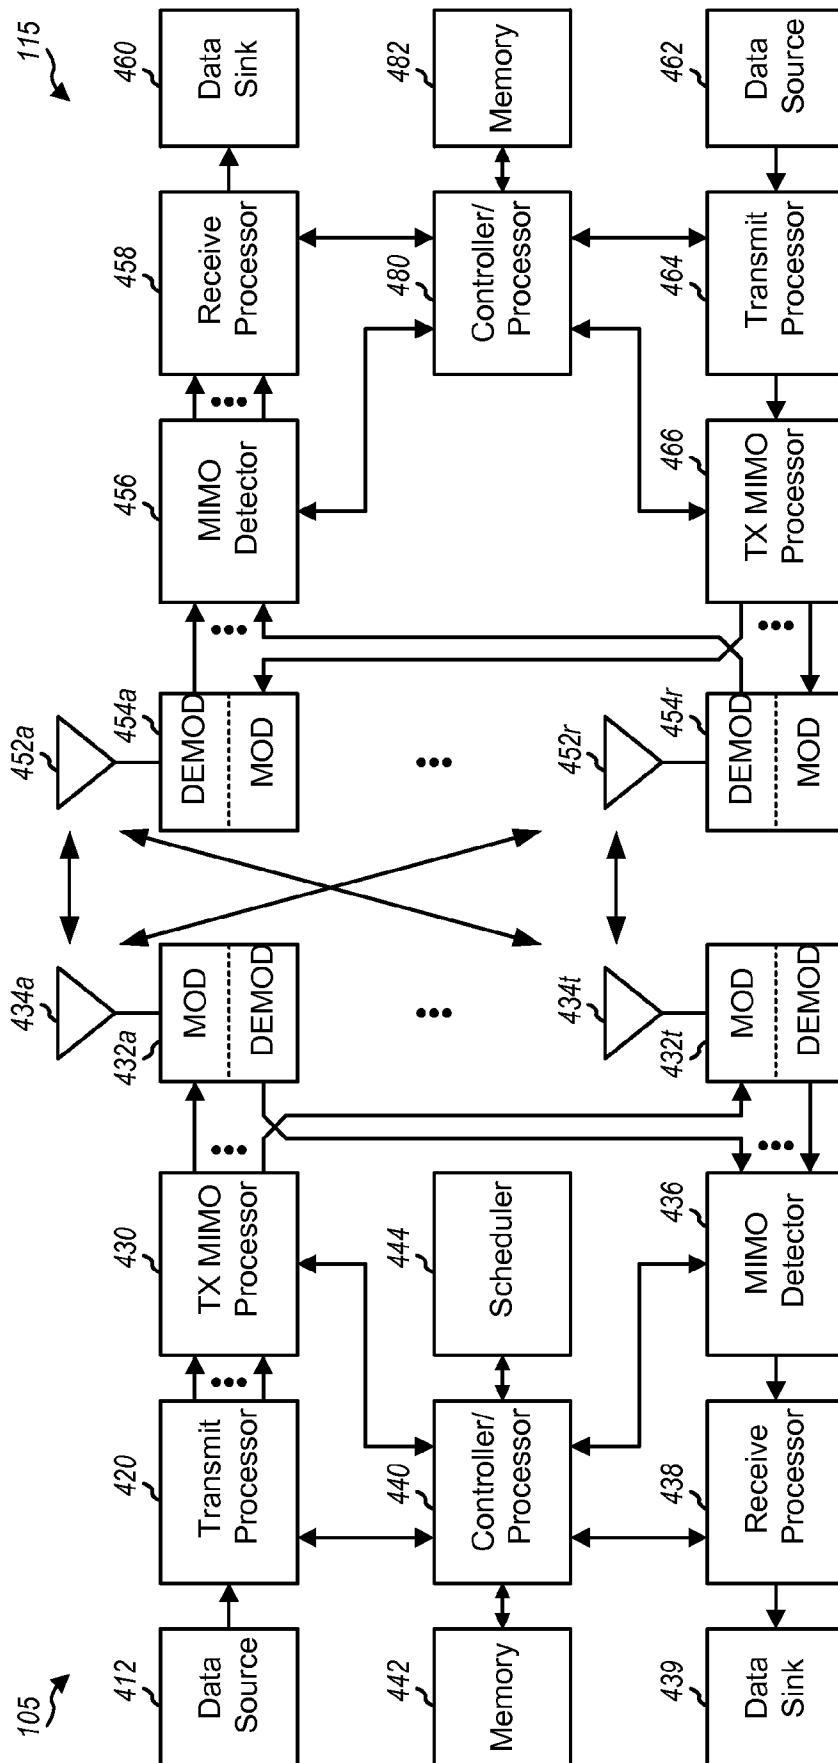 105
115
412
Data
Source
420
Transmit
Processor
•••
430
TX MIMO
Processor
•••
432a
MOD
DEMOD
434a
452a
454a
DEMOD
MOD
•••
456
MIMO
Detector
•••
458
Receive
Processor
460
Data
Sink
442
Memory
440
Controller/
Processor
444
Scheduler
•••
•••
480
Controller/
Processor
482
Memory
439
Data
Sink
438
Receive
Processor
436
MIMO
Detector
•••
432t
MOD
DEMOD
434t
452r
454r
DEMOD
MOD
•••
466
TX MIMO
Processor
464
Transmit
Processor
462
Data
Source